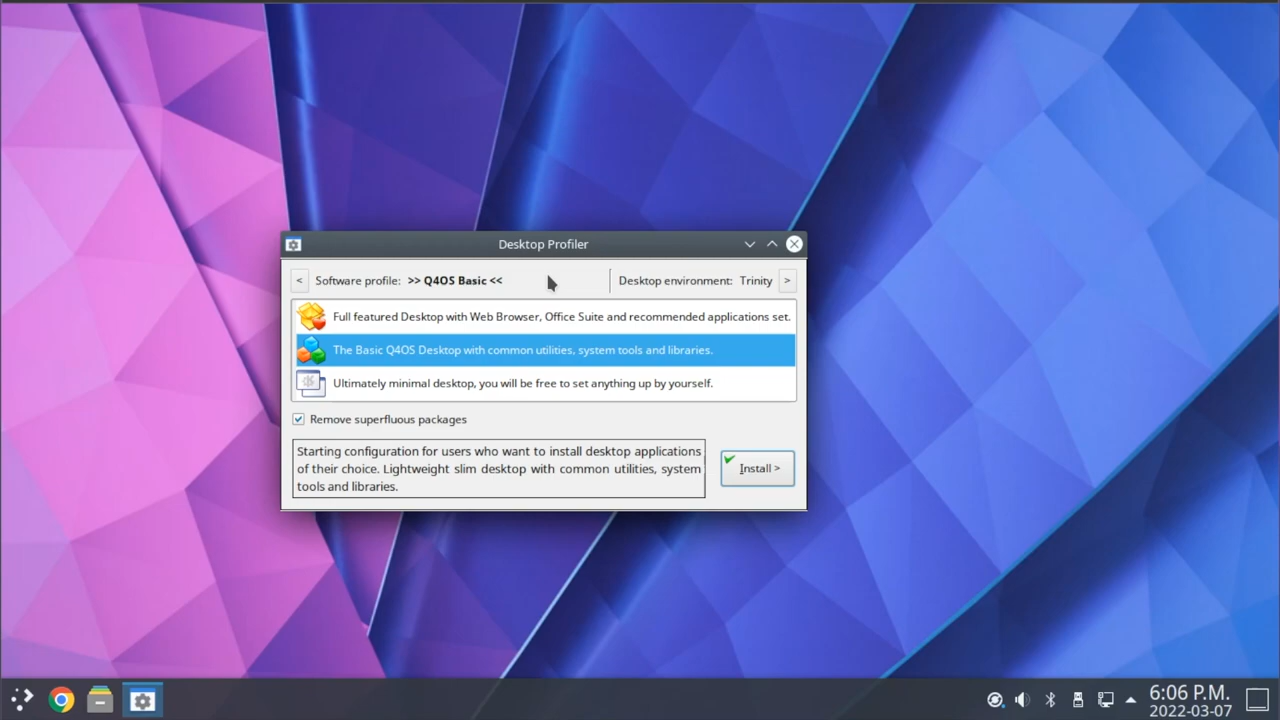 Desktop Profiler
< Software profile: >> Q4OS Basic << Desktop environment: Trinity >
Full featured Desktop with Web Browser, Office Suite and recommended applications set.
The Basic Q4OS Desktop with common utilities, system tools and libraries.
Ultimately minimal desktop, you will be free to set anything up by yourself.
Remove superfluous packages
Starting configuration for users who want to install desktop applications
of their choice. Lightweight slim desktop with common utilities, system
tools and libraries.
Install >
6:06 P.M.
2022-03-07